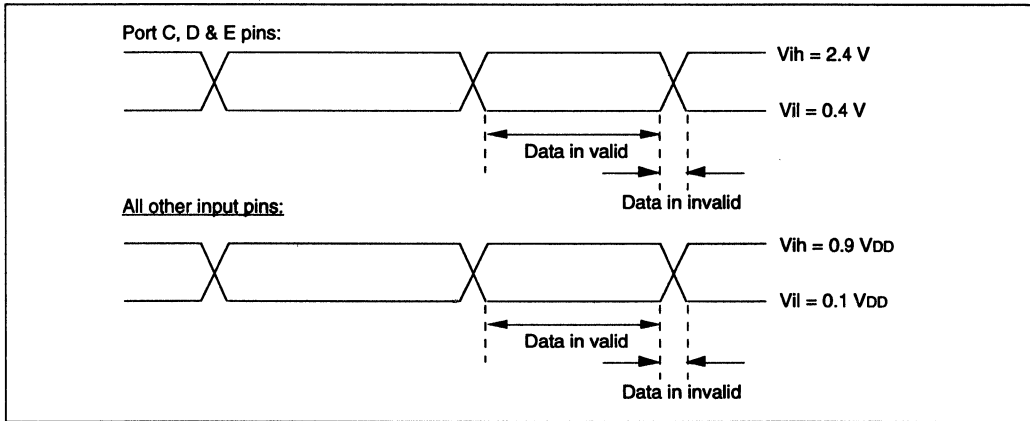 Port C, D & E pins:
Vih = 2.4 V
Vil = 0.4 V
Data in valid
Data in invalid
All other input pins:
Vih = 0.9 VDD
Vil = 0.1 VDD
Data in valid
Data in invalid